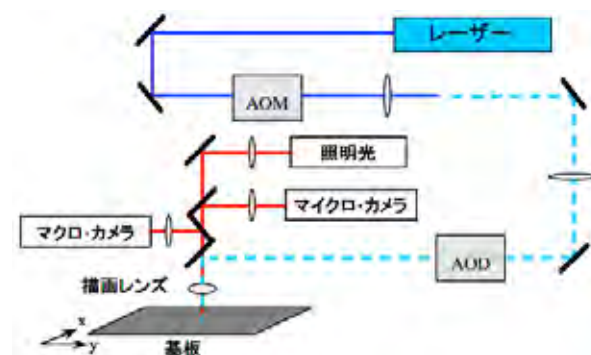 レーザー
AOM
照明光
マイクロ・カメラ
マクロ・カメラ
AOD
描画レンズ
x
y
基板